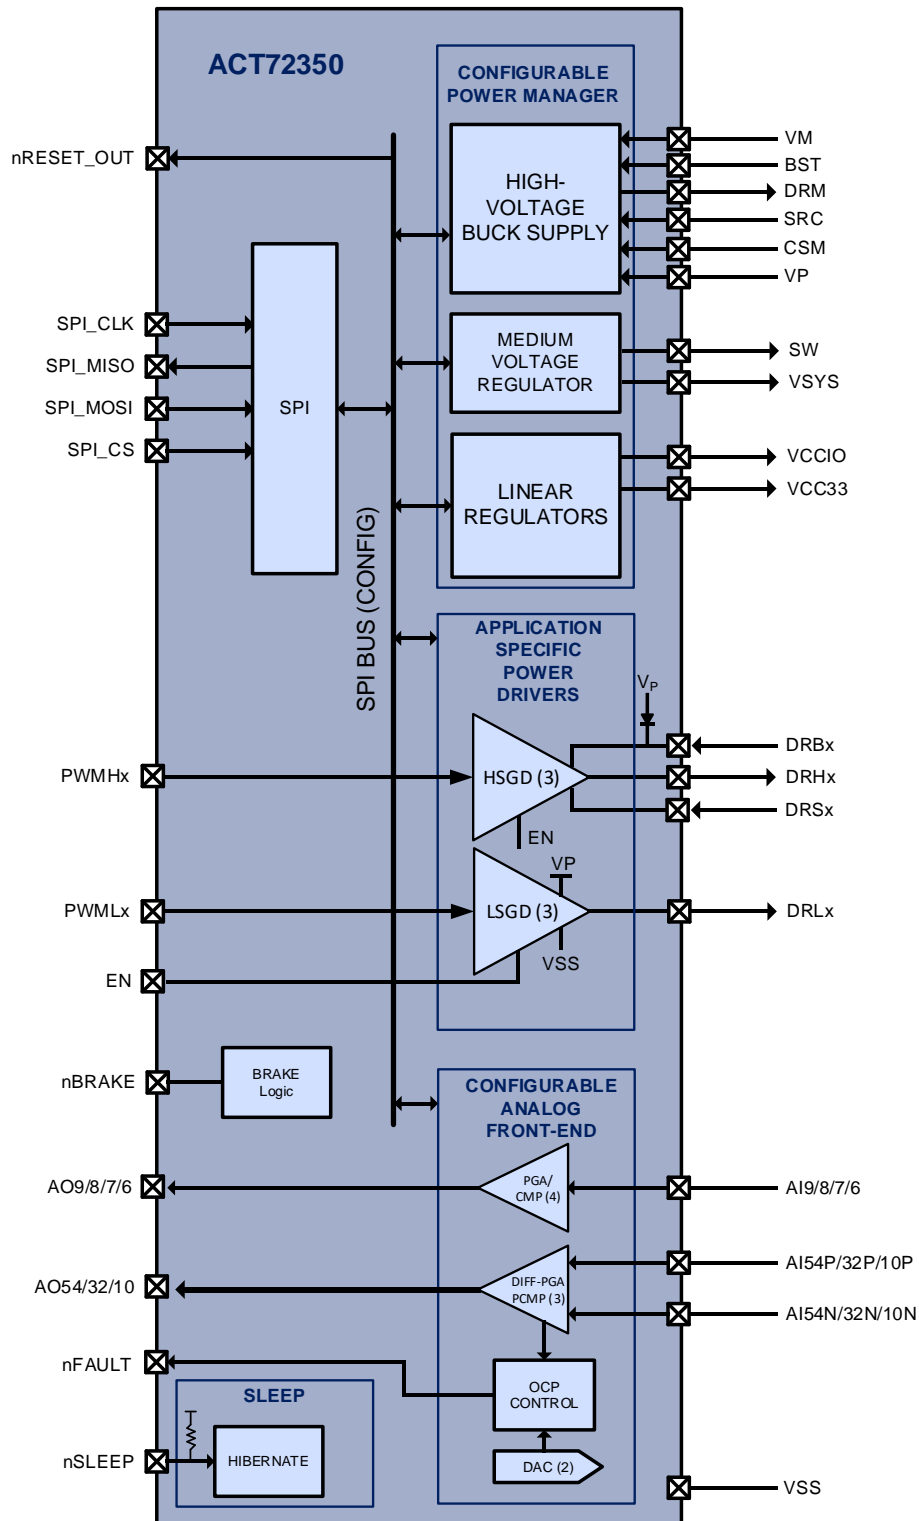 ACT72350
CONFIGURABLE
POWER MANAGER
nRESET_OUT
HIGH-
VOLTAGE
BUCK SUPPLY
VM
BST
DRM
SRC
CSM
VP
SPI_CLK
SPI_MISO
SPI_MOSI
SPI_CS
SPI
MEDIUM
VOLTAGE
REGULATOR
SW
VSYS
LINEAR
REGULATORS
VCCIO
VCC33
SPI BUS (CONFIG)
APPLICATION
SPECIFIC
POWER
DRIVERS
VP
PWMHx
HSGD (3)
EN
DRBx
DRHx
DRSx
PWMLx
VP
LSGD (3)
VSS
DRLx
EN
nBRAKE
BRAKE
Logic
CONFIGURABLE
ANALOG
FRONT-END
AO9/8/7/6
PGA/
CMP (4)
AI9/8/7/6
AO54/32/10
DIFF-PGA
PCMP (3)
AI54P/32P/10P
AI54N/32N/10N
nFAULT
OCP
CONTROL
DAC (2)
SLEEP
nSLEEP
HIBERNATE
VSS